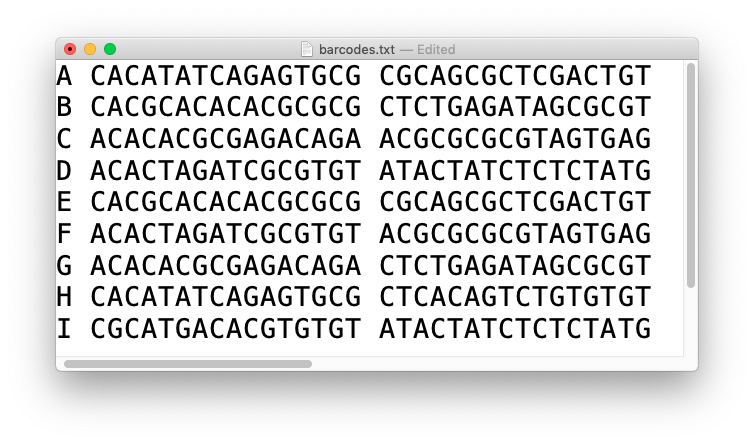 barcodes.txt — Edited
A CACATATCAGAGTGCG CGCAGCGCTCGACTGT
B CACGCACACACGCGCG CTCTGAGATAGCGCGT
C ACACACGCGAGACAGA ACGCGCGCGTAGTGAG
D ACACTAGATCGCGTGT ATACTATCTCTCTATG
E CACGCACACACGCGCG CGCAGCGCTCGACTGT
F ACACTAGATCGCGTGT ACGCGCGCGTAGTGAG
G ACACACGCGAGACAGA CTCTGAGATAGCGCGT
H CACATATCAGAGTGCG CTCACAGTCTGTGTGT
I CGCATGACACGTGTGT ATACTATCTCTCTATG